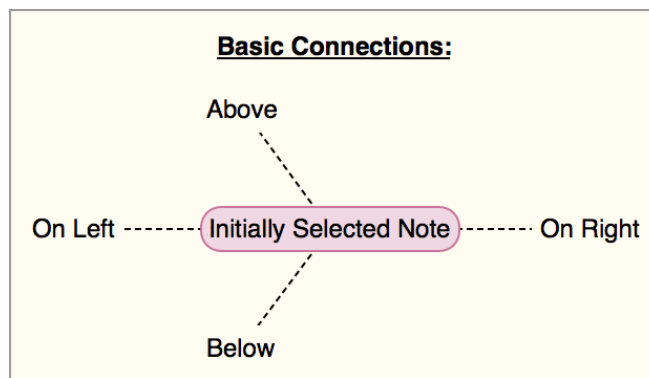 Basic Connections:
Above
On Left
Initially Selected Note
On Right
Below